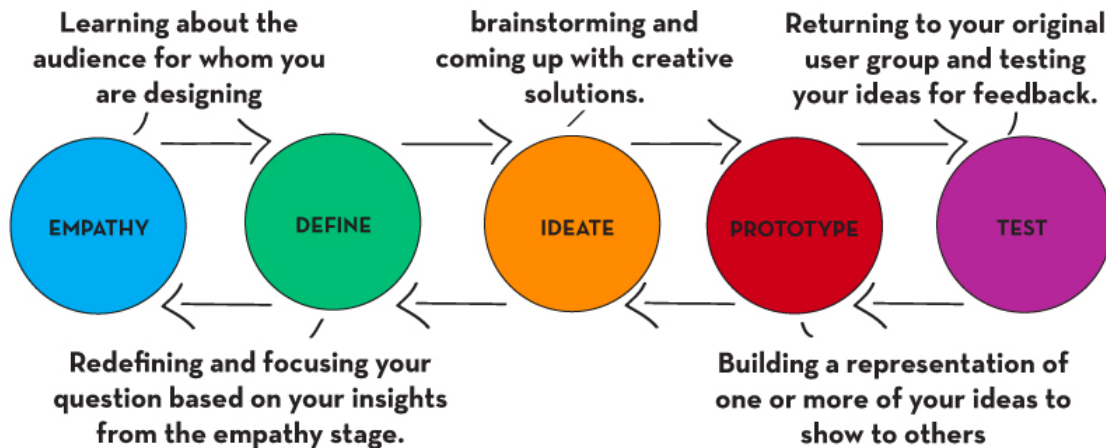 Learning about the
audience for whom you
are designing
brainstorming and
coming up with creative
solutions.
Returning to your original
user group and testing
your ideas for feedback.
EMPATHY
DEFINE
IDEATE
PROTOTYPE
TEST
Redefining and focusing your
question based on your insights
from the empathy stage.
Building a representation of
one or more of your ideas to
show to others